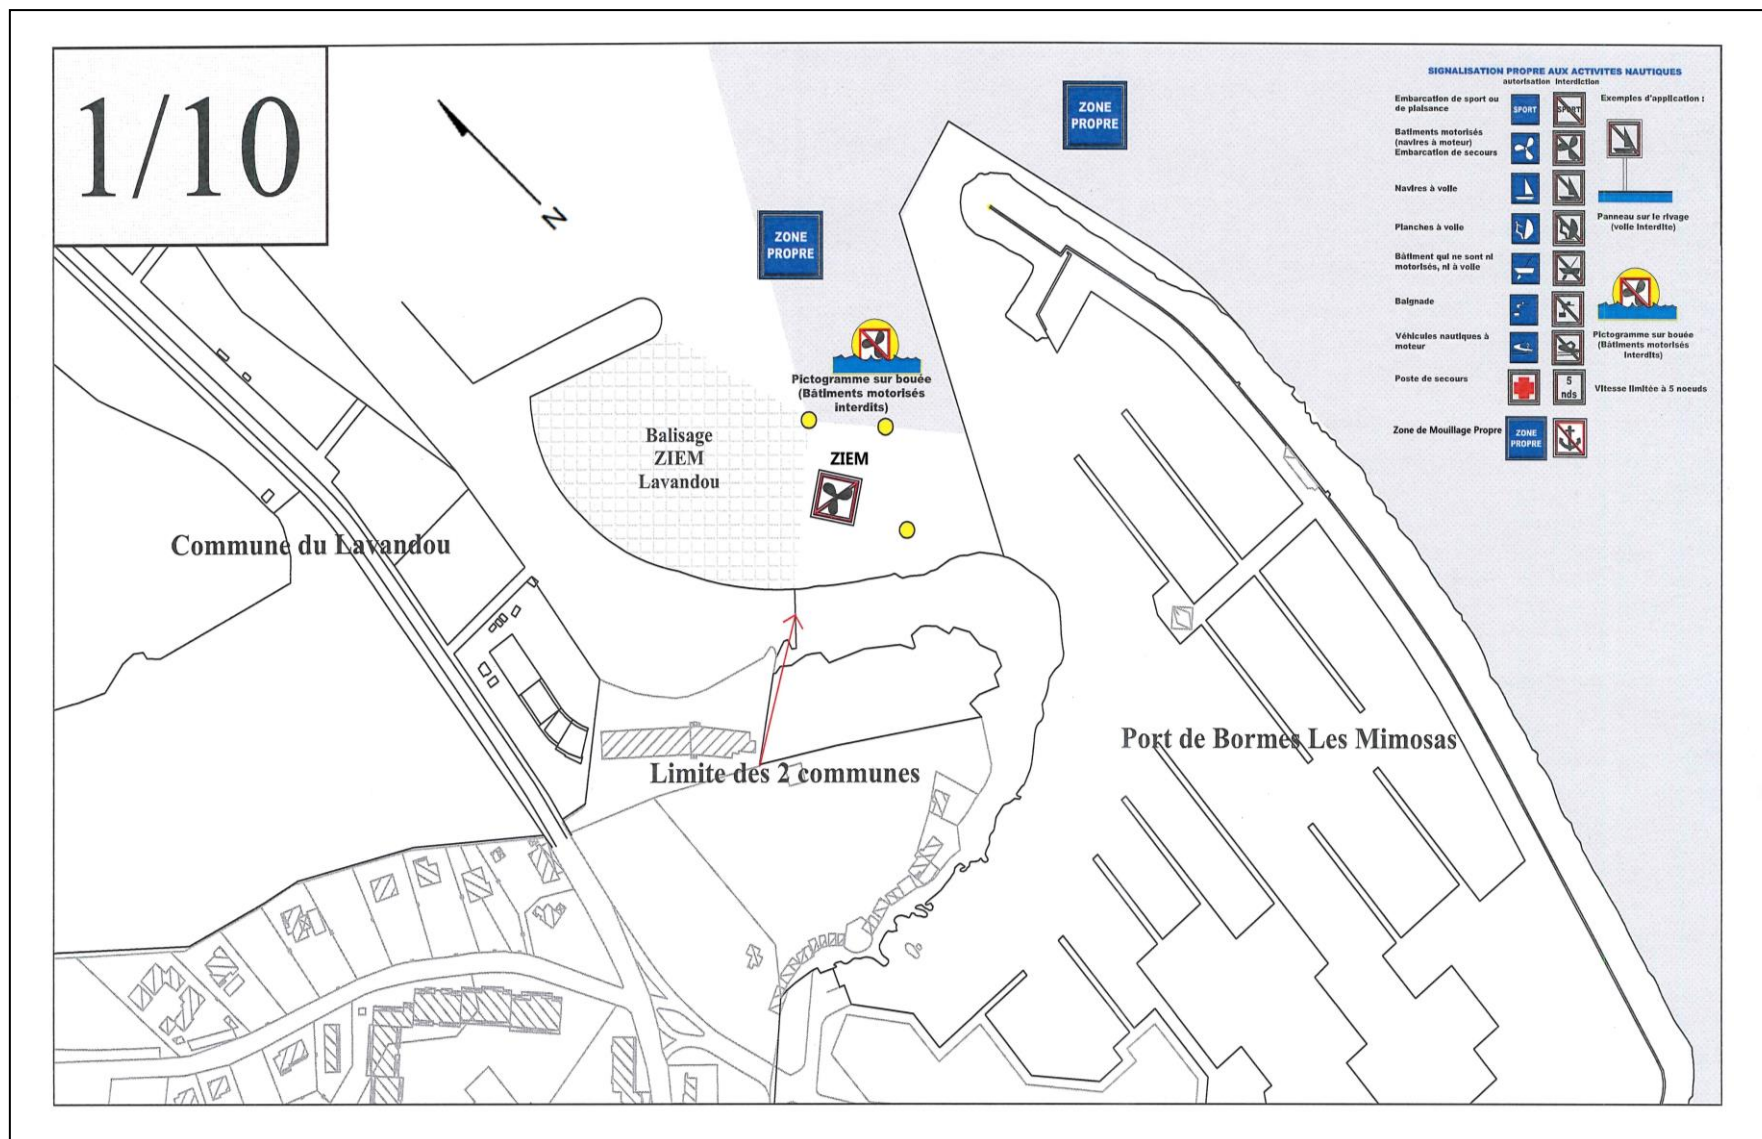 1/10
N
ZONE
PROPRE
ZONE
PROPRE
Pictogramme sur bouée
(Bâtiments motorisés
interdits)
Balisage
ZIEM
Lavandou
ZIEM
Commune du Lavandou
Limite des 2 communes
Port de Bormes Les Mimosas
SIGNALISATION PROPRE AUX ACTIVITES NAUTIQUES
autorisation interdiction
Embarcation de sport ou
de plaisance
SPORT
SPORT
Exemples d'application :
Batiments motorisés
(navires à moteur)
Embarcation de secours
Navires à voile
Planches à voile
Panneau sur le rivage
(voile interdite)
Bâtiment qui ne sont ni
motorisés, ni à voile
Baignade
Véhicules nautiques à
moteur
Pictogramme sur bouée
(Bâtiments motorisés
interdits)
Poste de secours
5
nds
Vitesse limitée à 5 noeuds
Zone de Mouillage Propre
ZONE
PROPRE